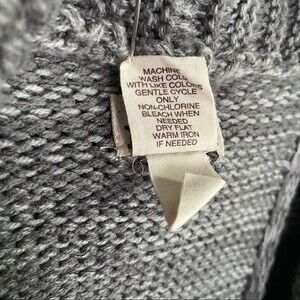 MACHINE
WASH COLD
WITH LIKE COLORS
GENTLE CYCLE
ONLY
NON-CHLORINE
BLEACH WHEN
NEEDED
DRY FLAT
WARM IRON
IF NEEDED